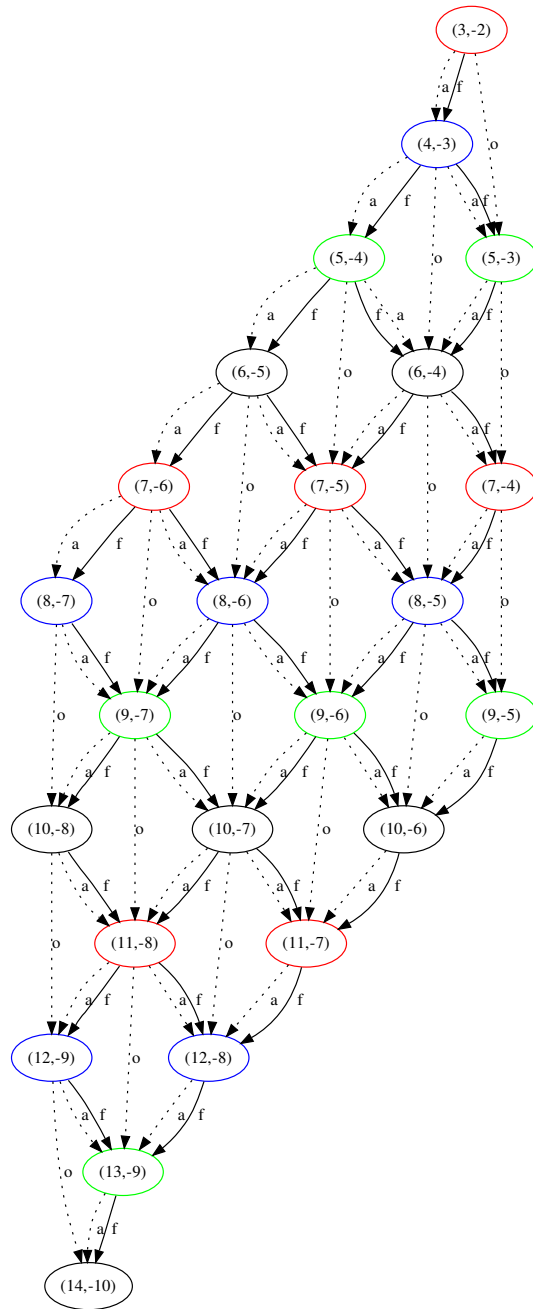 (3,-2)
a f
(4,-3)
o
a f a f
(5,-4) o (5,-3)
a f f a a f
(6,-5) o (6,-4) o
a f a f a f a f
(7,-6) o (7,-5) o (7,-4)
a f a f a f a f a f
(8,-7) o (8,-6) o (8,-5) o
a f a f a f a f a f
(9,-7) (9,-6) (9,-5)
o o o
a f a f a f a f a f
(10,-8) (10,-7) (10,-6)
o o
a f a f a f a f
(11,-8) (11,-7)
o o
a f a f a f
(12,-9) o (12,-8)
a f a f
(13,-9)
o
a f
(14,-10)